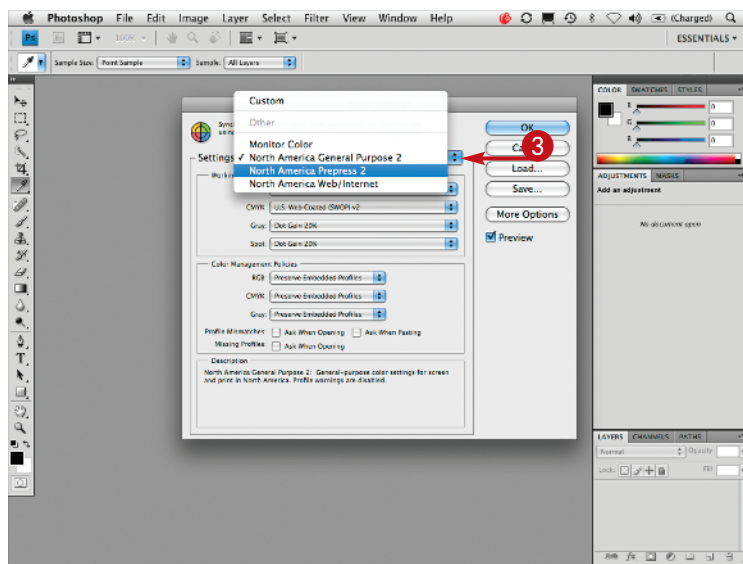 Photoshop File Edit Image Layer Select Filter View Window Help (Charged)
Ps 100% ESSENTIALS
Sample Size: Point Sample Sample: All Layers
Custom
Other
Monitor Color
Settings ✓ North America General Purpose 2
North America Prepress 2
North America Web/Internet
3
CMYK: U.S. Web Coated (SWOP) v2
Gray: Dot Gain 20%
Spot: Dot Gain 20%
Color Management Policies
RGB: Preserve Embedded Profiles
CMYK: Preserve Embedded Profiles
Gray: Preserve Embedded Profiles
Profile Mismatches: Ask When Opening Ask When Pasting
Missing Profiles: Ask When Opening
Description
North America General Purpose 2: General-purpose color settings for screen
and print in North America. Profile warnings are disabled.
OK
Load...
Save...
More Options
Preview
COLOR SWATCHES STYLES
R 0
G 0
0
ADJUSTMENTS MASKS
Add an adjustment
No document open
LAYERS CHANNELS PATHS
Normal Opacity:
Lock: Fill:
T